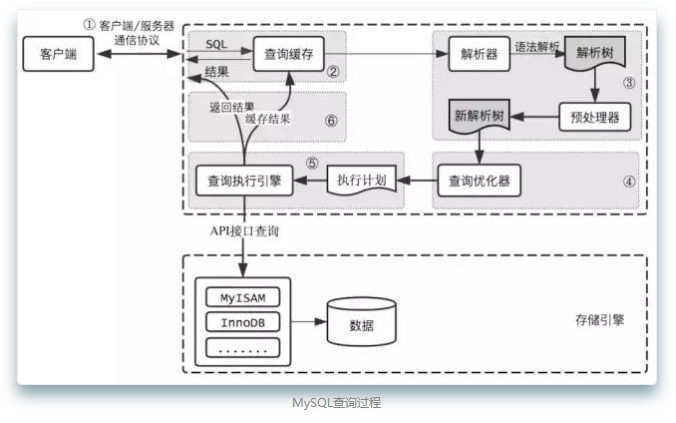 ① 客户端/服务器
通信协议
客户端
SQL
结果
查询缓存
②
解析器
语法解析
解析树
③
预处理器
新解析树
返回结果
缓存结果
⑥
查询执行引擎
⑤
执行计划
查询优化器
④
API接口查询
MyISAM
InnoDB
.......
数据
存储引擎
MySQL查询过程